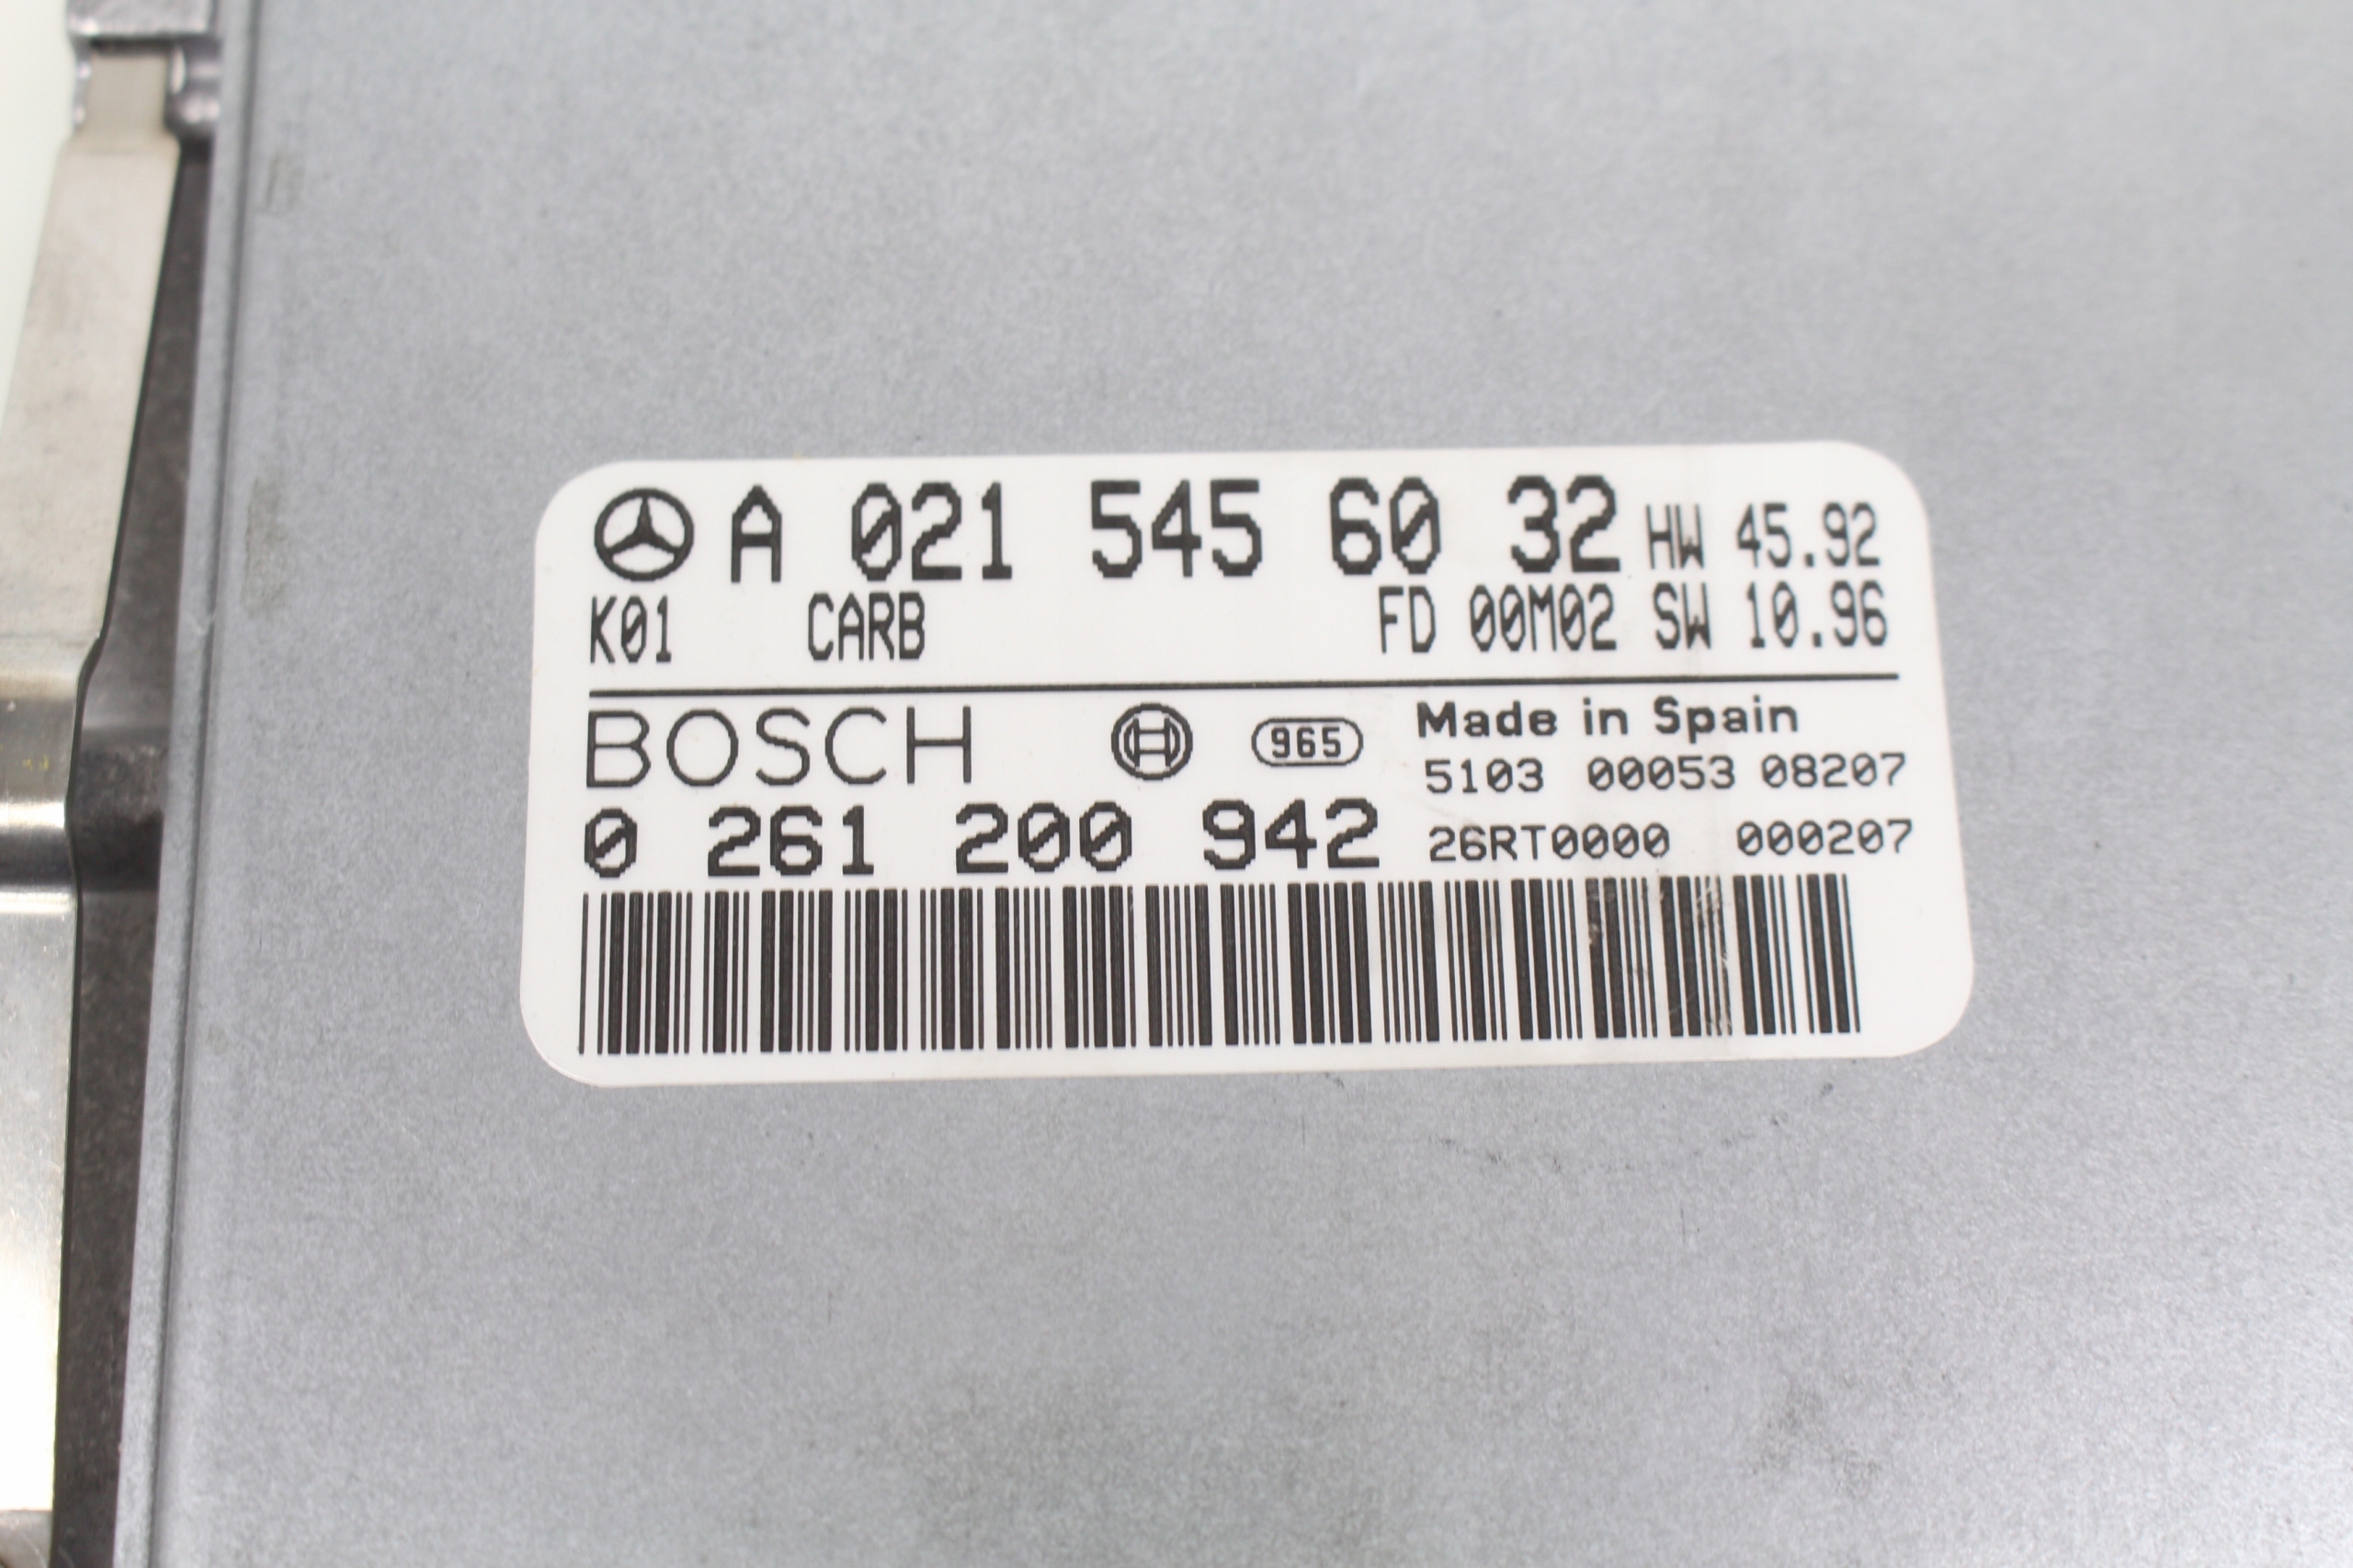 A 021 545 60 32 HW 45.92
K01 CARB FD 00M02 SW 10.96
BOSCH 965 Made in Spain
5103 00053 08207
0 261 200 942 26RT0000 000207